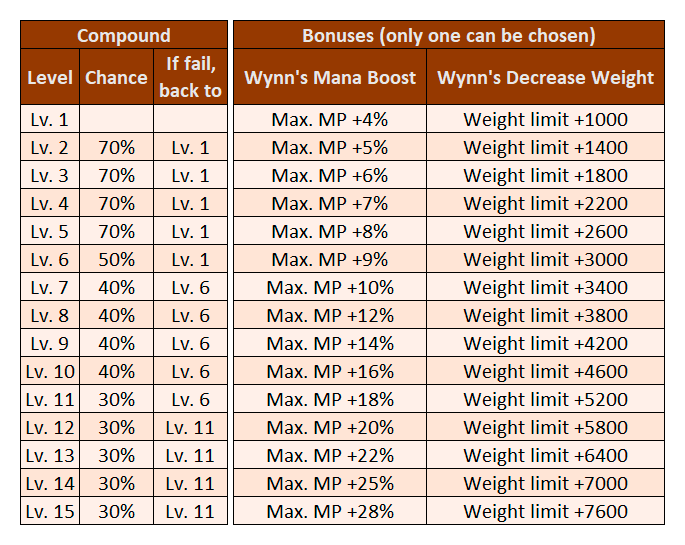 Compound Bonuses (only one can be chosen)
Level Chance If fail, back to Wynn's Mana Boost Wynn's Decrease Weight
Lv. 1 Max. MP +4% Weight limit +1000
Lv. 2 70% Lv. 1 Max. MP +5% Weight limit +1400
Lv. 3 70% Lv. 1 Max. MP +6% Weight limit +1800
Lv. 4 70% Lv. 1 Max. MP +7% Weight limit +2200
Lv. 5 70% Lv. 1 Max. MP +8% Weight limit +2600
Lv. 6 50% Lv. 1 Max. MP +9% Weight limit +3000
Lv. 7 40% Lv. 6 Max. MP +10% Weight limit +3400
Lv. 8 40% Lv. 6 Max. MP +12% Weight limit +3800
Lv. 9 40% Lv. 6 Max. MP +14% Weight limit +4200
Lv. 10 40% Lv. 6 Max. MP +16% Weight limit +4600
Lv. 11 30% Lv. 6 Max. MP +18% Weight limit +5200
Lv. 12 30% Lv. 11 Max. MP +20% Weight limit +5800
Lv. 13 30% Lv. 11 Max. MP +22% Weight limit +6400
Lv. 14 30% Lv. 11 Max. MP +25% Weight limit +7000
Lv. 15 30% Lv. 11 Max. MP +28% Weight limit +7600